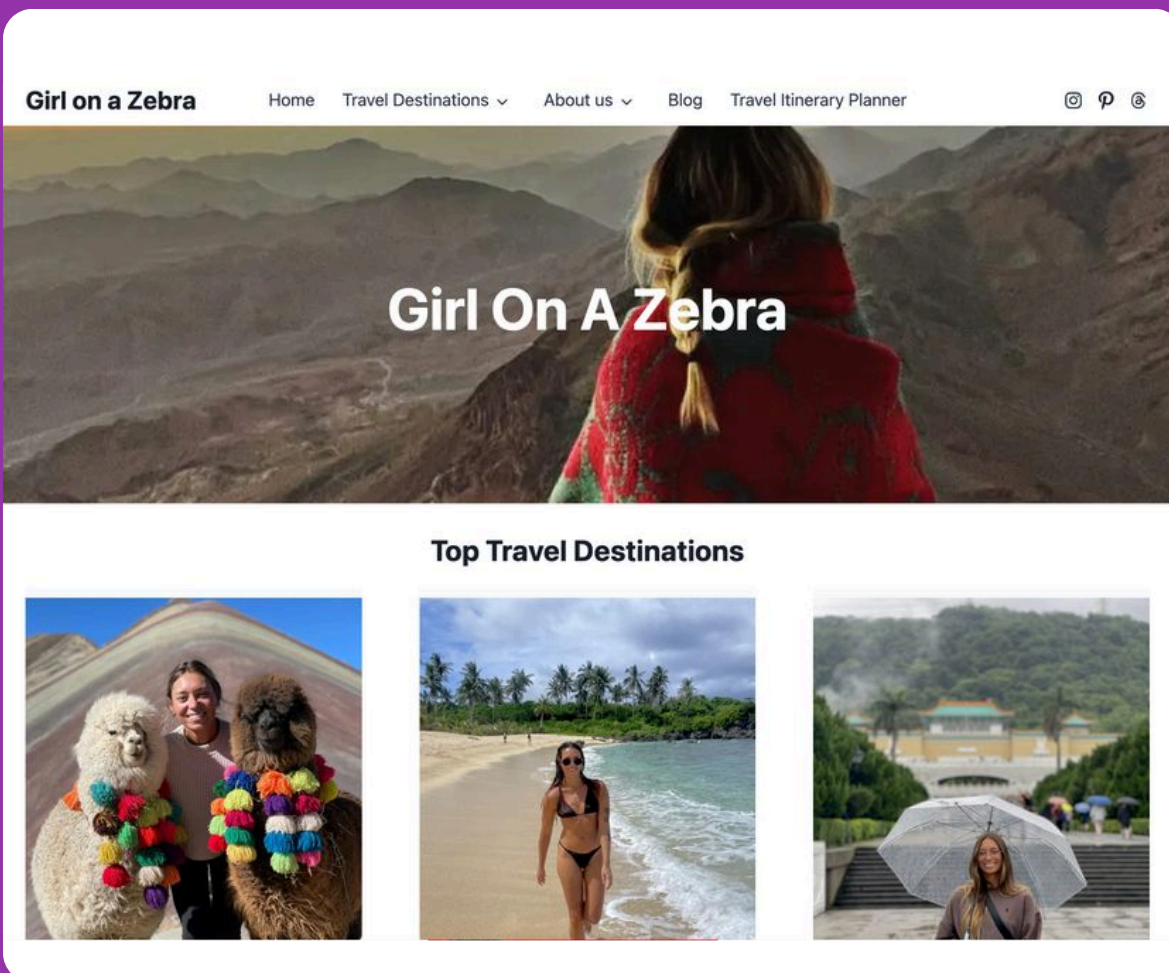 Girl on a Zebra Home Travel Destinations About us Blog Travel Itinerary Planner
Girl On A Zebra
Top Travel Destinations